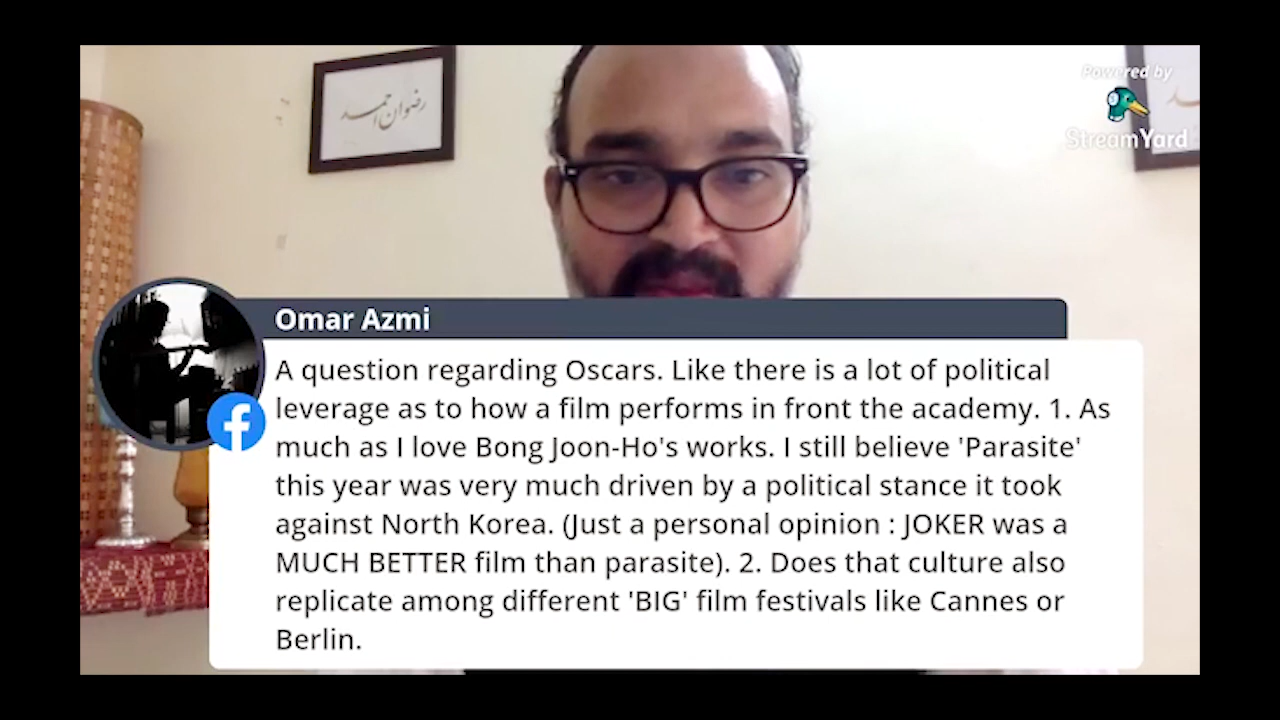 رضوان احمد
Powered by
StreamYard
Omar Azmi
A question regarding Oscars. Like there is a lot of political
leverage as to how a film performs in front the academy. 1. As
much as I love Bong Joon-Ho's works. I still believe 'Parasite'
this year was very much driven by a political stance it took
against North Korea. (Just a personal opinion : JOKER was a
MUCH BETTER film than parasite). 2. Does that culture also
replicate among different 'BIG' film festivals like Cannes or
Berlin.